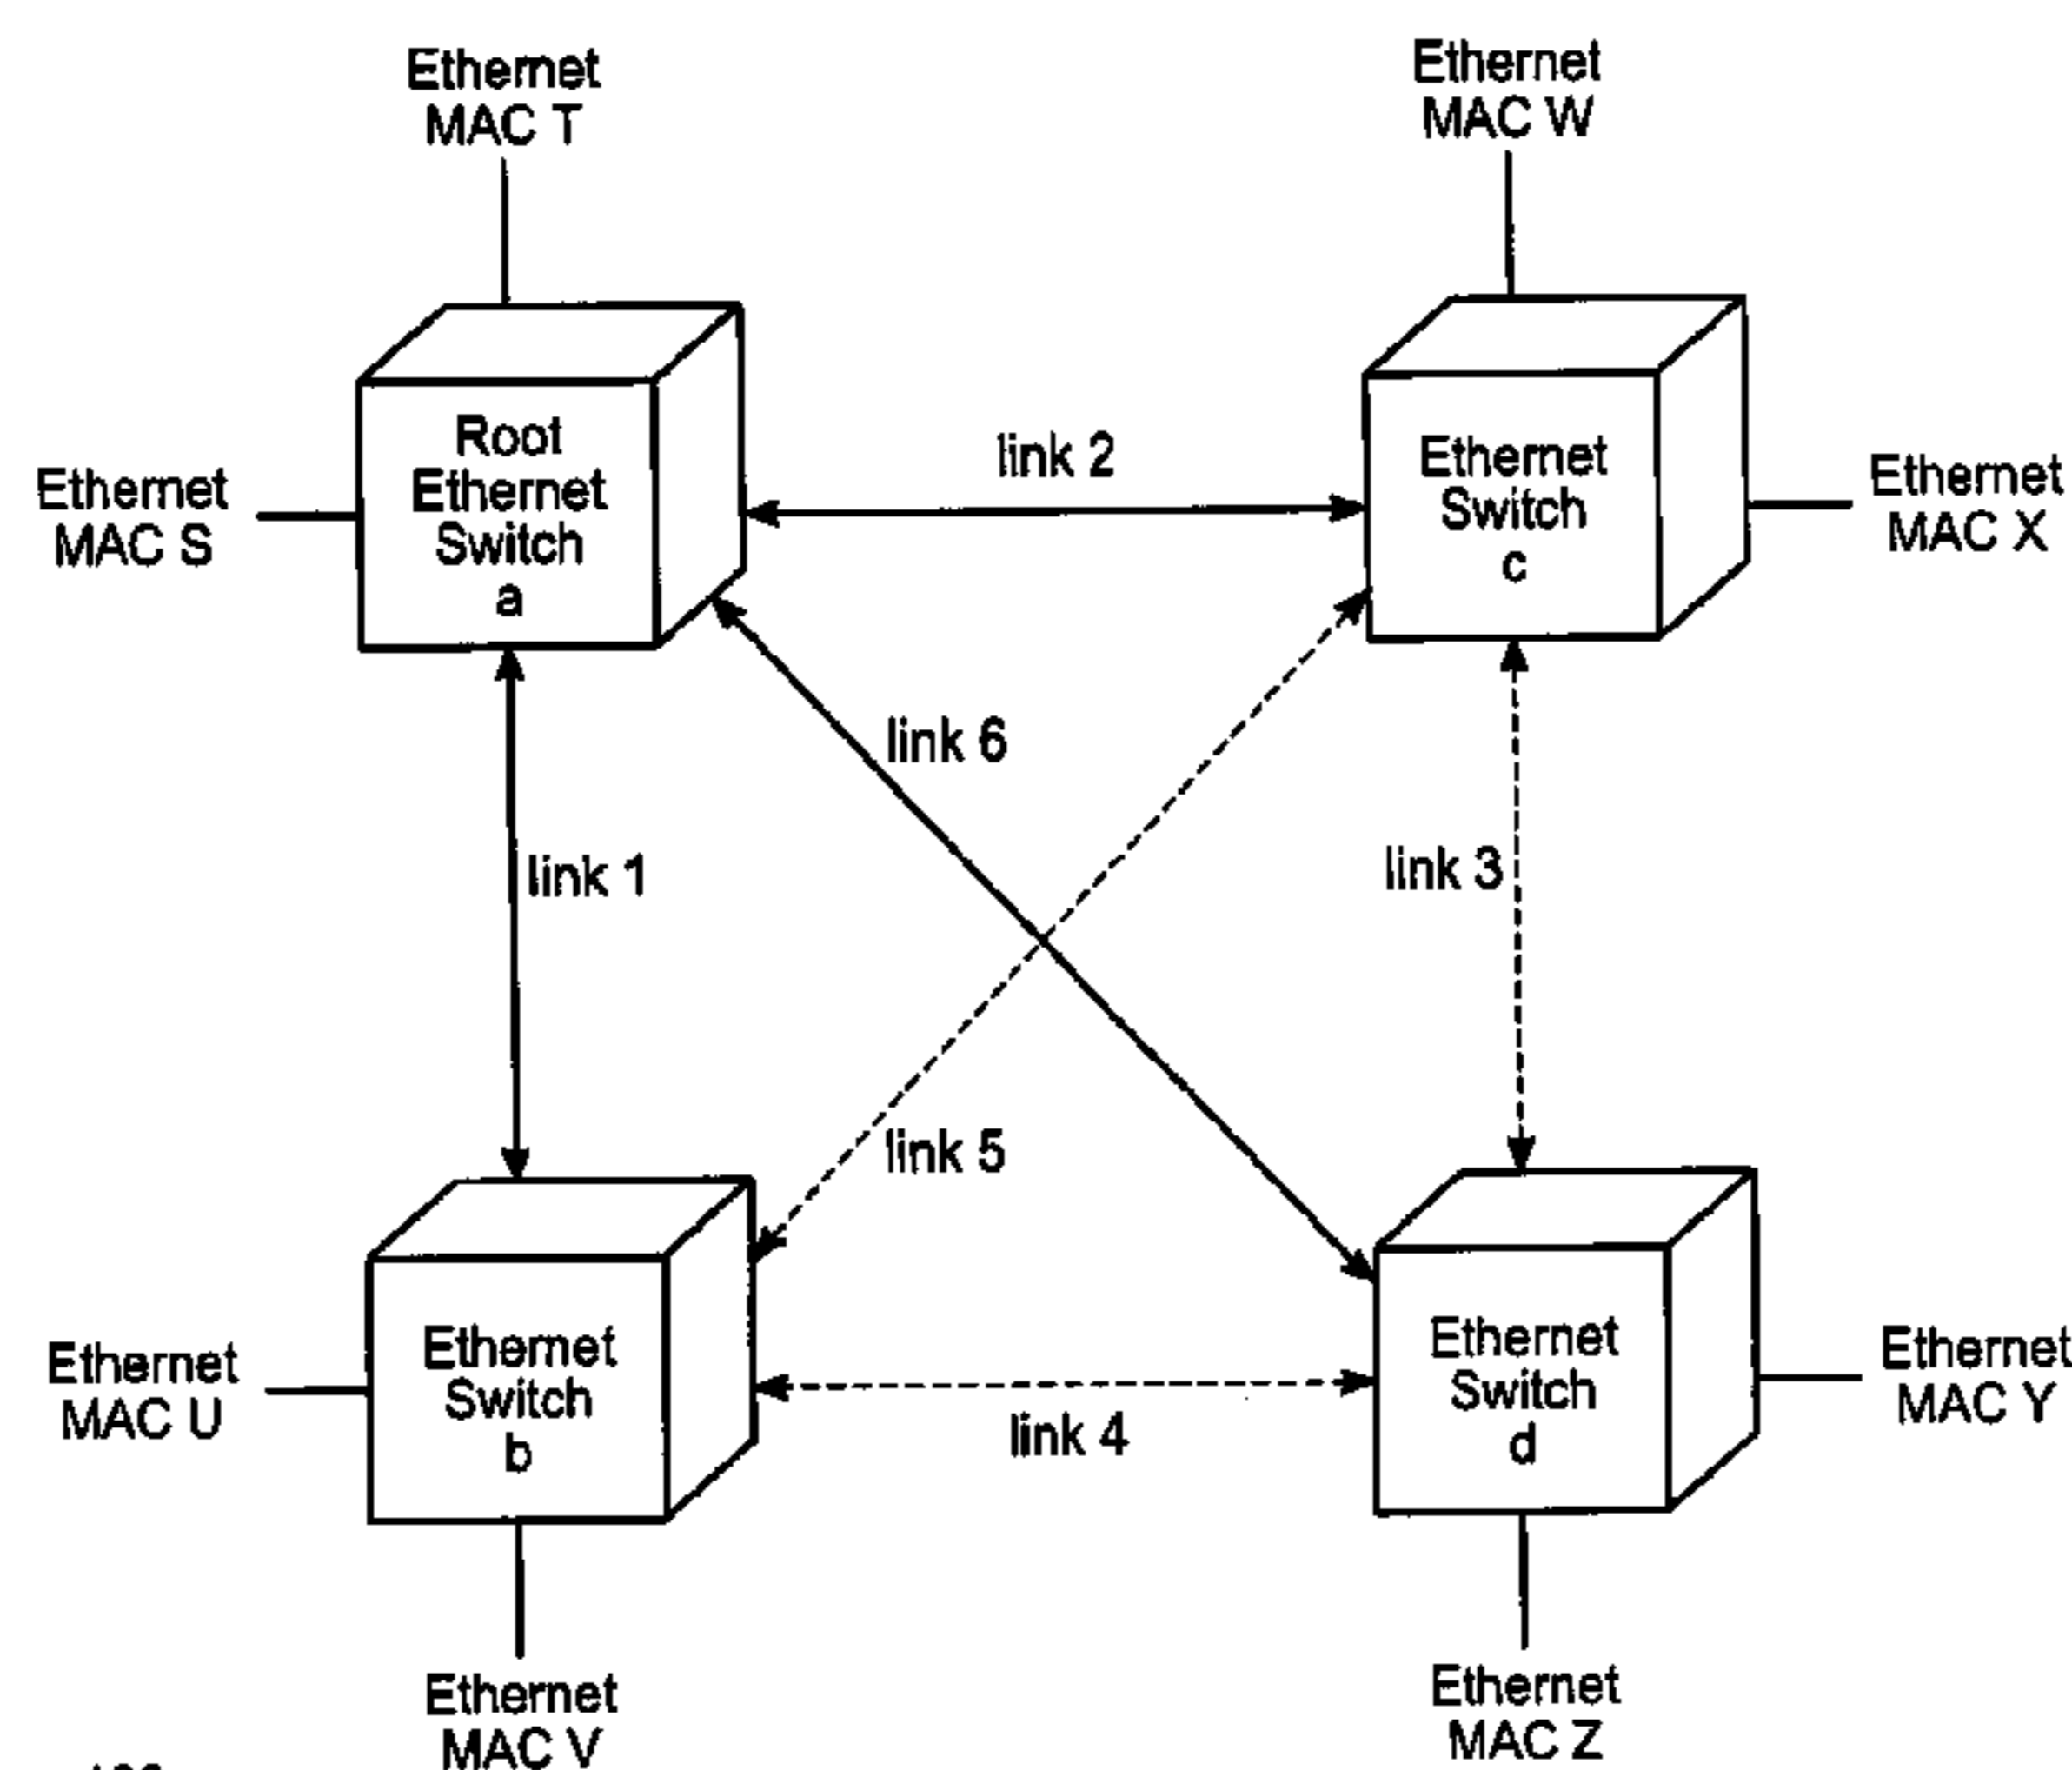 Ethernet
MAC T
Ethernet
MAC W
Root
Ethernet
Switch
a
Ethernet
Switch
c
Ethernet
MAC S
Ethernet
MAC X
link 2
link 6
link 1
link 3
link 5
Ethernet
Switch
b
Ethernet
Switch
d
Ethernet
MAC U
Ethernet
MAC Y
link 4
Ethernet
MAC V
Ethernet
MAC Z